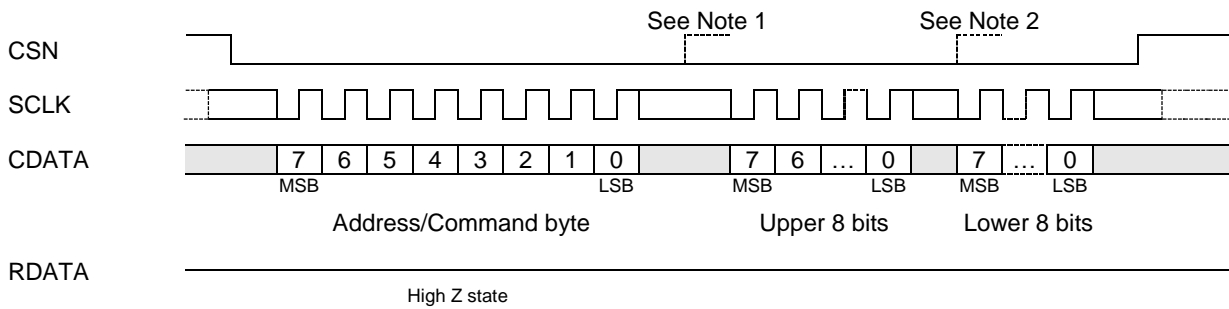 See Note 1 See Note 2
CSN
SCLK
CDATA 7 6 5 4 3 2 1 0 7 6 … 0 7 … 0
MSB LSB MSB LSB MSB LSB
Address/Command byte Upper 8 bits Lower 8 bits
RDATA
High Z state